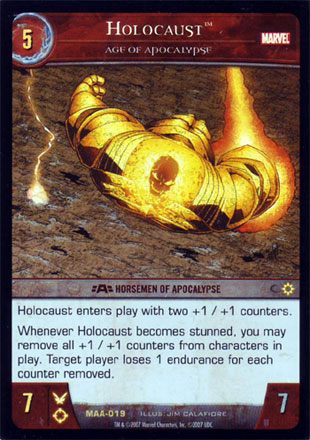 5
HOLOCAUST™
MARVEL
AGE OF APOCALYPSE
HORSEMEN OF APOCALYPSE
C
Holocaust enters play with two +1 / +1 counters.
Whenever Holocaust becomes stunned, you may
remove all +1 / +1 counters from characters in
play. Target player loses 1 endurance for each
counter removed.
7
MAA-019 ILLUS: JIM CALAFIORE
7
TM & ©2007 Marvel Characters, Inc. ©2007 UDC